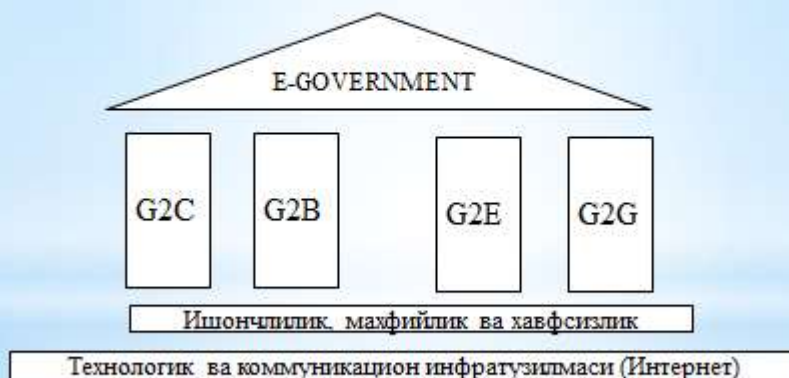 E-GOVERNMENT
G2C
G2B
G2E
G2G
Ишончлилик, махфийлик ва хавфсизлик
Технологик ва коммуникацион инфратузилмаси (Интернет)